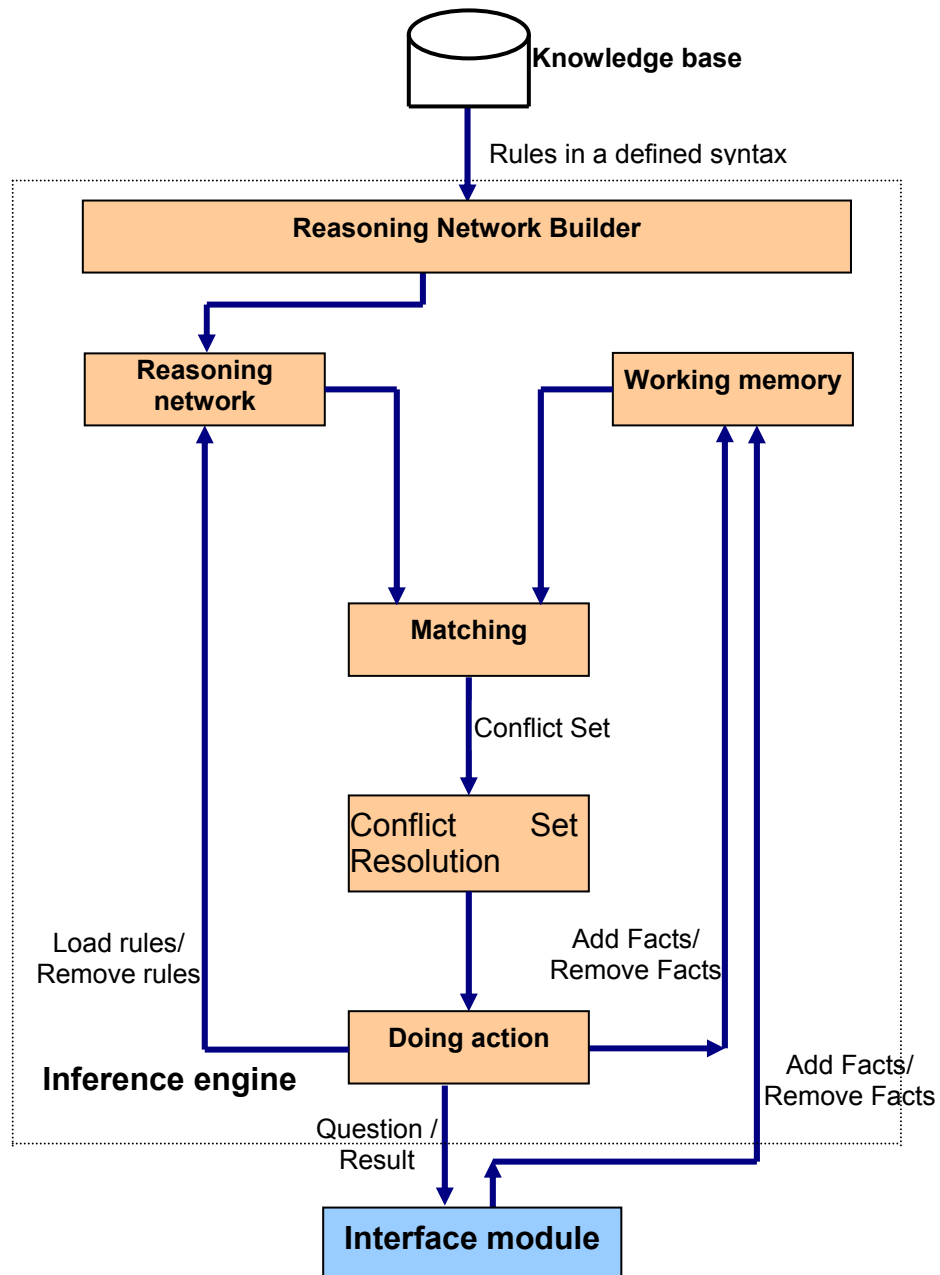 Knowledge base
Rules in a defined syntax
Reasoning Network Builder
Reasoning
network
Working memory
Matching
Conflict Set
Conflict Set
Resolution
Load rules/
Remove rules
Add Facts/
Remove Facts
Doing action
Inference engine
Add Facts/
Remove Facts
Question /
Result
Interface module